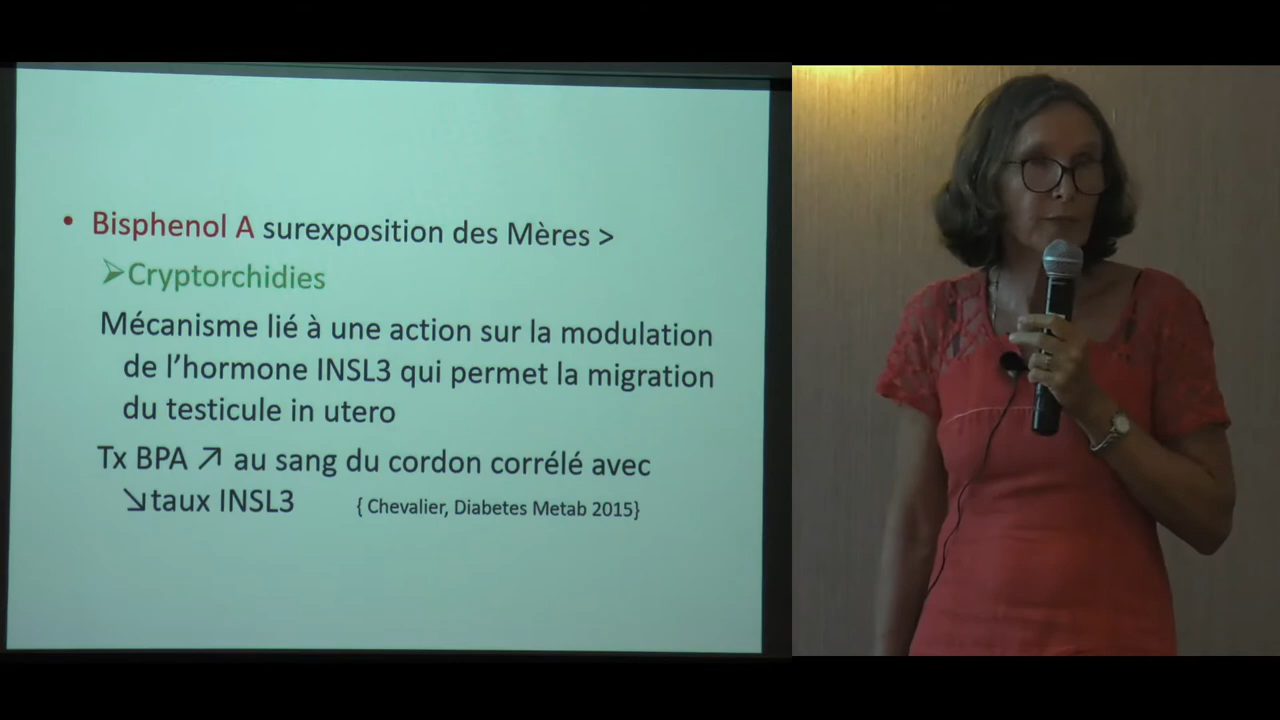 • Bisphenol A surexposition des Mères >
➢Cryptorchidies
Mécanisme lié à une action sur la modulation
de l’hormone INSL3 qui permet la migration
du testicule in utero
Tx BPA ↗ au sang du cordon corrélé avec
↘taux INSL3 { Chevalier, Diabetes Metab 2015}